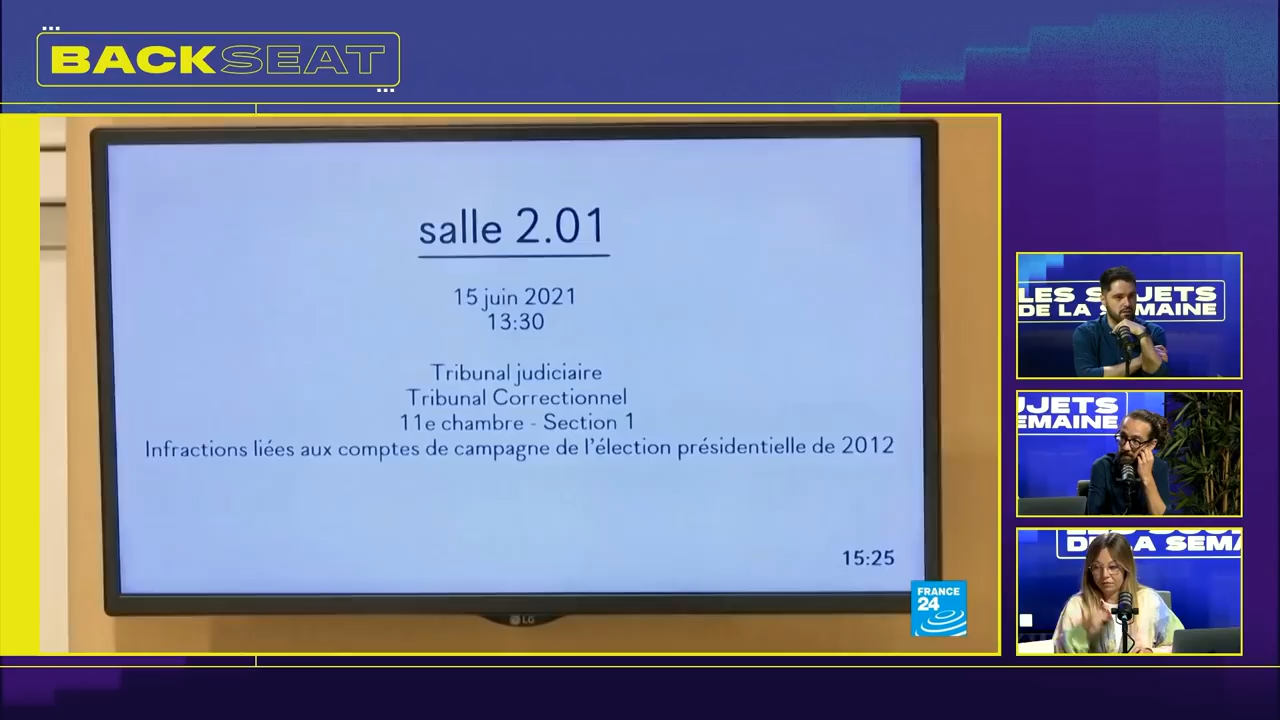 BACKSEAT
salle 2.01
15 juin 2021
13:30
Tribunal judiciaire
Tribunal Correctionnel
11e chambre - Section 1
Infractions liées aux comptes de campagne de l'élection présidentielle de 2012
15:25
LG
FRANCE
24
LES SUJETS
DE LA SEMAINE
UJETS
EMAINE
DE LA SEMA